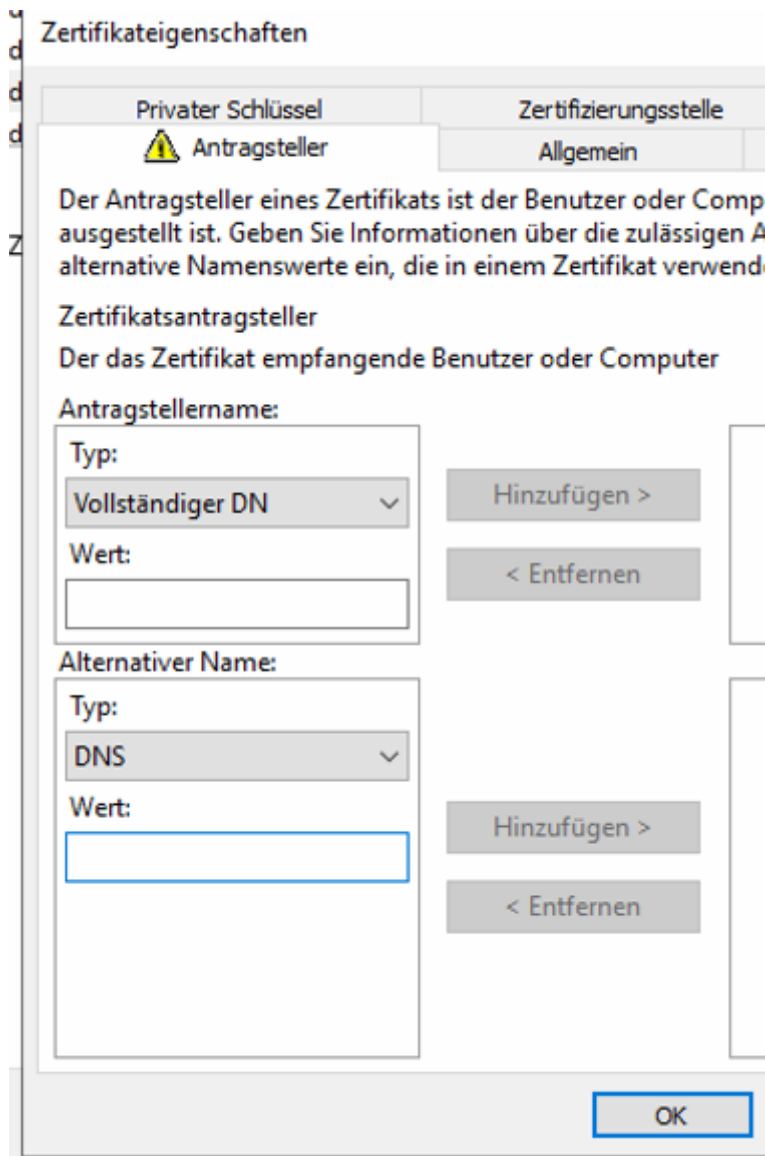 Zertifikateigenschaften
Privater Schlüssel
Zertifizierungsstelle
Antragsteller
Allgemein
Der Antragsteller eines Zertifikats ist der Benutzer oder Comp
ausgestellt ist. Geben Sie Informationen über die zulässigen A
alternative Namenswerte ein, die in einem Zertifikat verwend
Zertifikatsantragsteller
Der das Zertifikat empfangende Benutzer oder Computer
Antragstellername:
Typ:
Vollständiger DN
Hinzufügen >
Wert:
< Entfernen
Alternativer Name:
Typ:
DNS
Wert:
Hinzufügen >
< Entfernen
OK